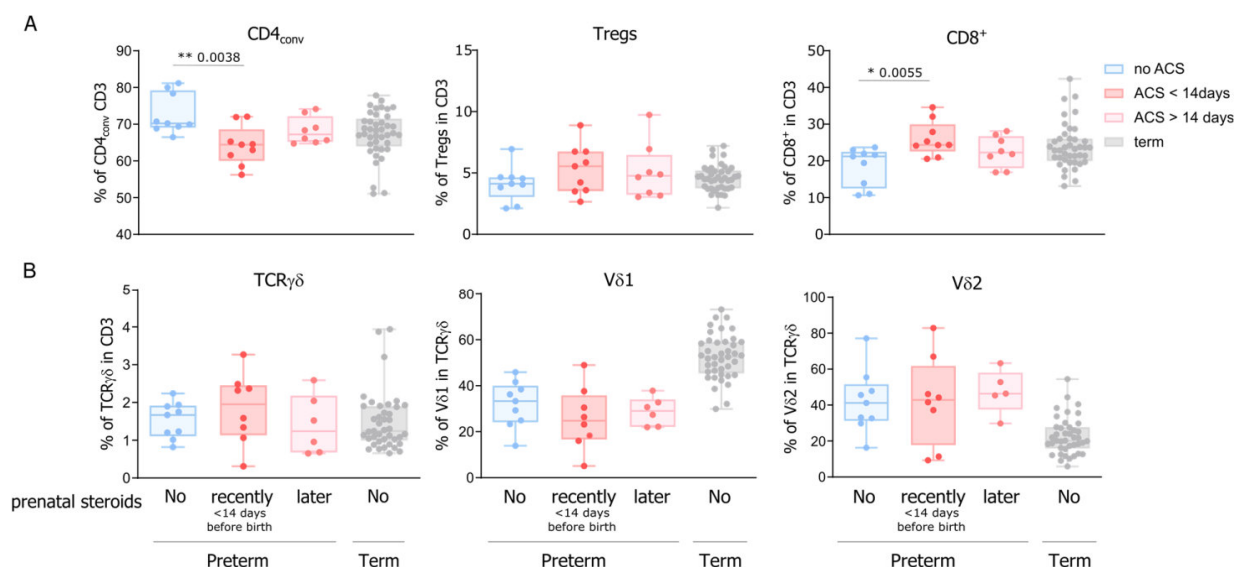 A
CD4conv
Tregs
CD8+
% of CD4conv CD3
90
80
70
60
50
40
** 0.0038
% of Tregs in CD3
15
10
5
0
% of CD8+ in CD3
50
40
30
20
10
0
* 0.0055
no ACS
ACS < 14days
ACS > 14 days
term
B
TCRγδ
Vδ1
Vδ2
% of TCRγδ in CD3
5
4
3
2
1
0
% of Vδ1 in TCRγδ
80
60
40
20
0
% of Vδ2 in TCRγδ
100
80
60
40
20
0
prenatal steroids
No
recently
<14 days
before birth
later
No
Preterm
Term
No
recently
<14 days
before birth
later
No
Preterm
Term
No
recently
<14 days
before birth
later
No
Preterm
Term